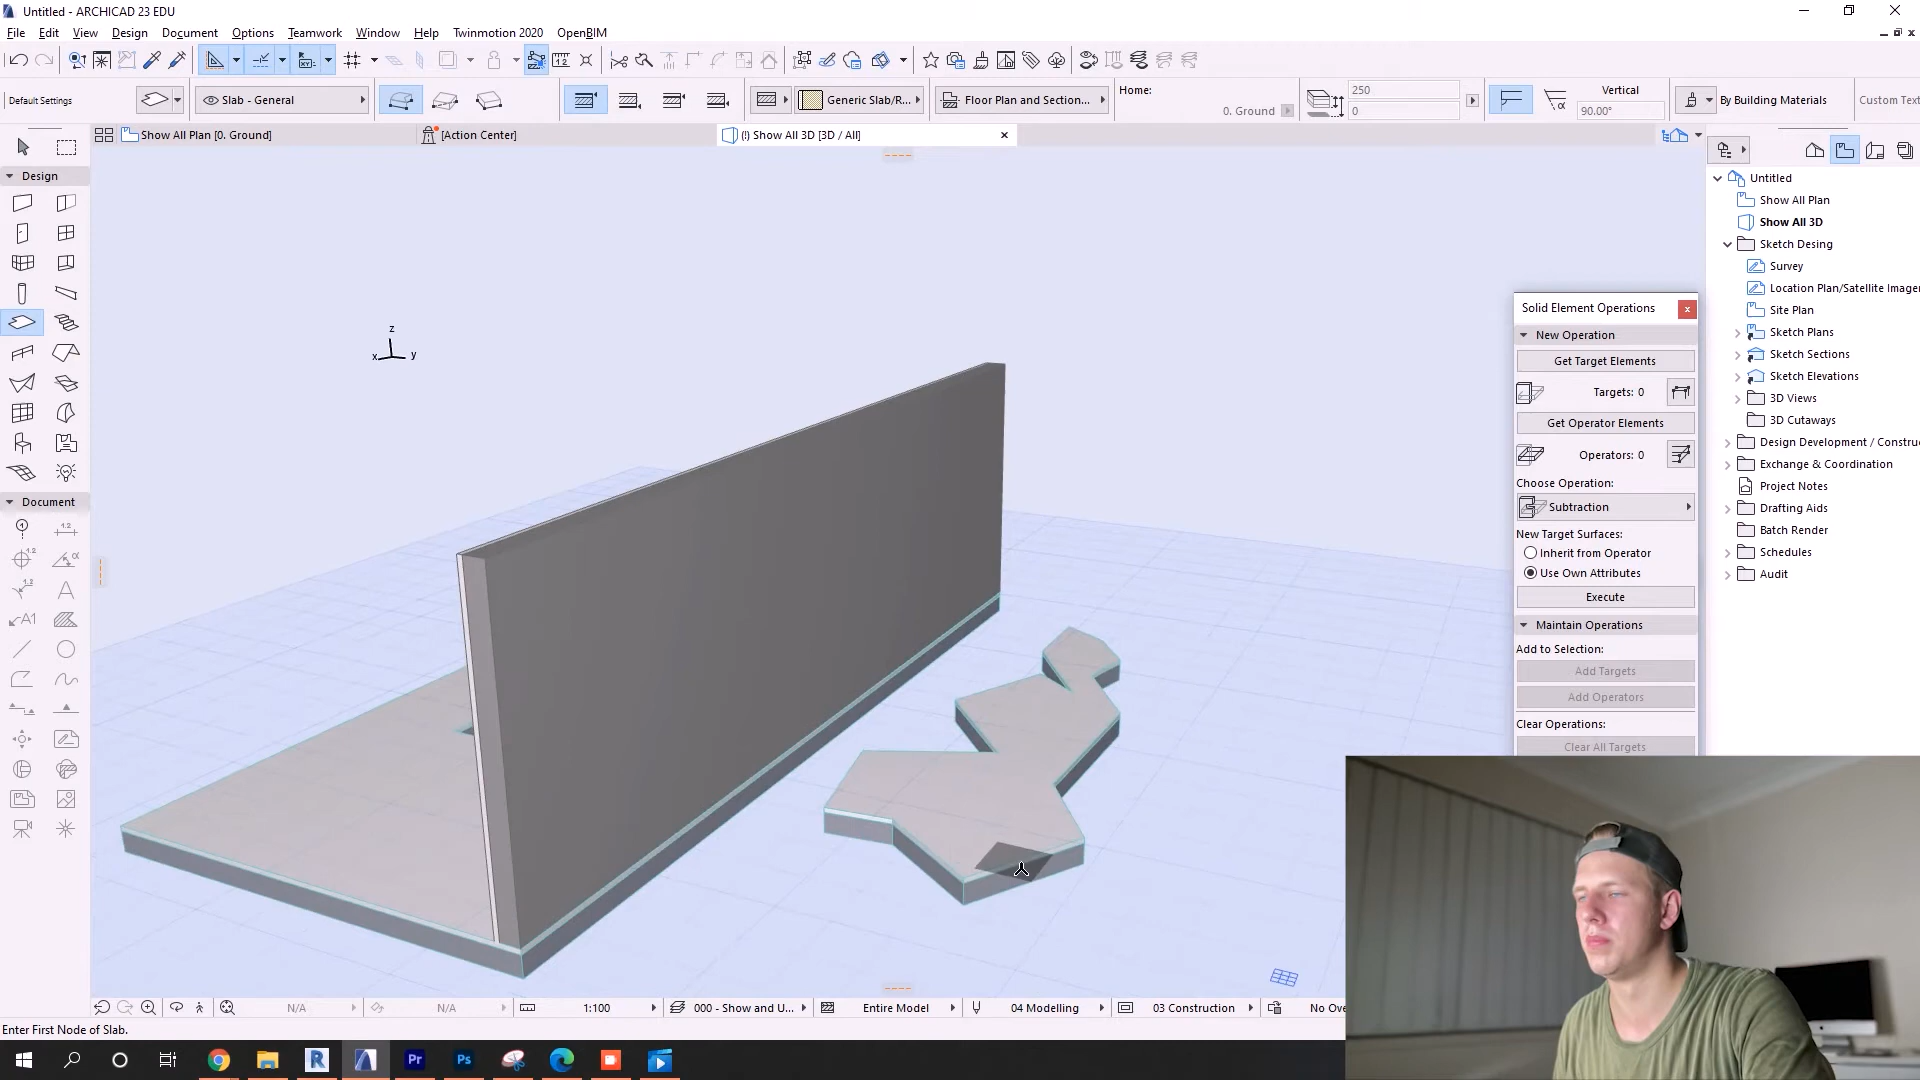 Untitled - ARCHICAD 23 EDU
File Edit View Design Document Options Teamwork Window Help Twinmotion 2020 OpenBIM
Default Settings
Slab - General
Generic Slab/R...
Floor Plan and Section...
Home:
0. Ground
250
0
Vertical
90.00°
By Building Materials
Custom Text
Show All Plan [0. Ground]
[Action Center]
(!) Show All 3D [3D / All]
Design
Document
1.2
A1
A
z
x
y
Solid Element Operations
New Operation
Get Target Elements
Targets: 0
Get Operator Elements
Operators: 0
Choose Operation:
Subtraction
New Target Surfaces:
Inherit from Operator
Use Own Attributes
Execute
Maintain Operations
Add to Selection:
Add Targets
Add Operators
Clear Operations:
Clear All Targets
Untitled
Show All Plan
Show All 3D
Sketch Desing
Survey
Location Plan/Satellite Imager
Site Plan
Sketch Plans
Sketch Sections
Sketch Elevations
3D Views
3D Cutaways
Design Development / Constru
Exchange & Coordination
Project Notes
Drafting Aids
Batch Render
Schedules
Audit
N/A
N/A
1:100
000 - Show and U...
Entire Model
04 Modelling
03 Construction
No Ove
Enter First Node of Slab.
R
Pr
Ps